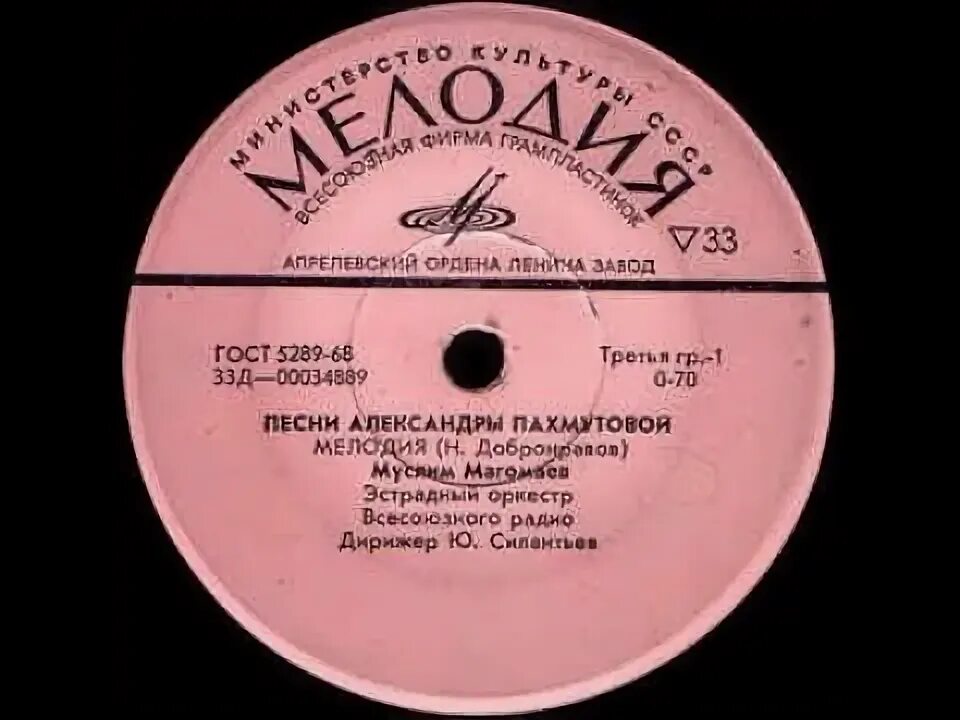 МИНИСТЕРСТВО КУЛЬТУРЫ СССР
МЕЛОДИЯ
ВСЕСОЮЗНАЯ ФИРМА ГРАМПЛАСТИНОК
▽33
АПРЕЛЕВСКИЙ ОРДЕНА ЛЕНИНА ЗАВОД
ГОСТ 5289-68 Третья гр.-1
33Д—00034889 0-70
ПЕСНИ АЛЕКСАНДРЫ ПАХМУТОВОЙ
МЕЛОДИЯ (Н. Добронравов)
Муслим Магомаев
Эстрадный оркестр
Всесоюзного радио
Дирижер Ю. Силантьев